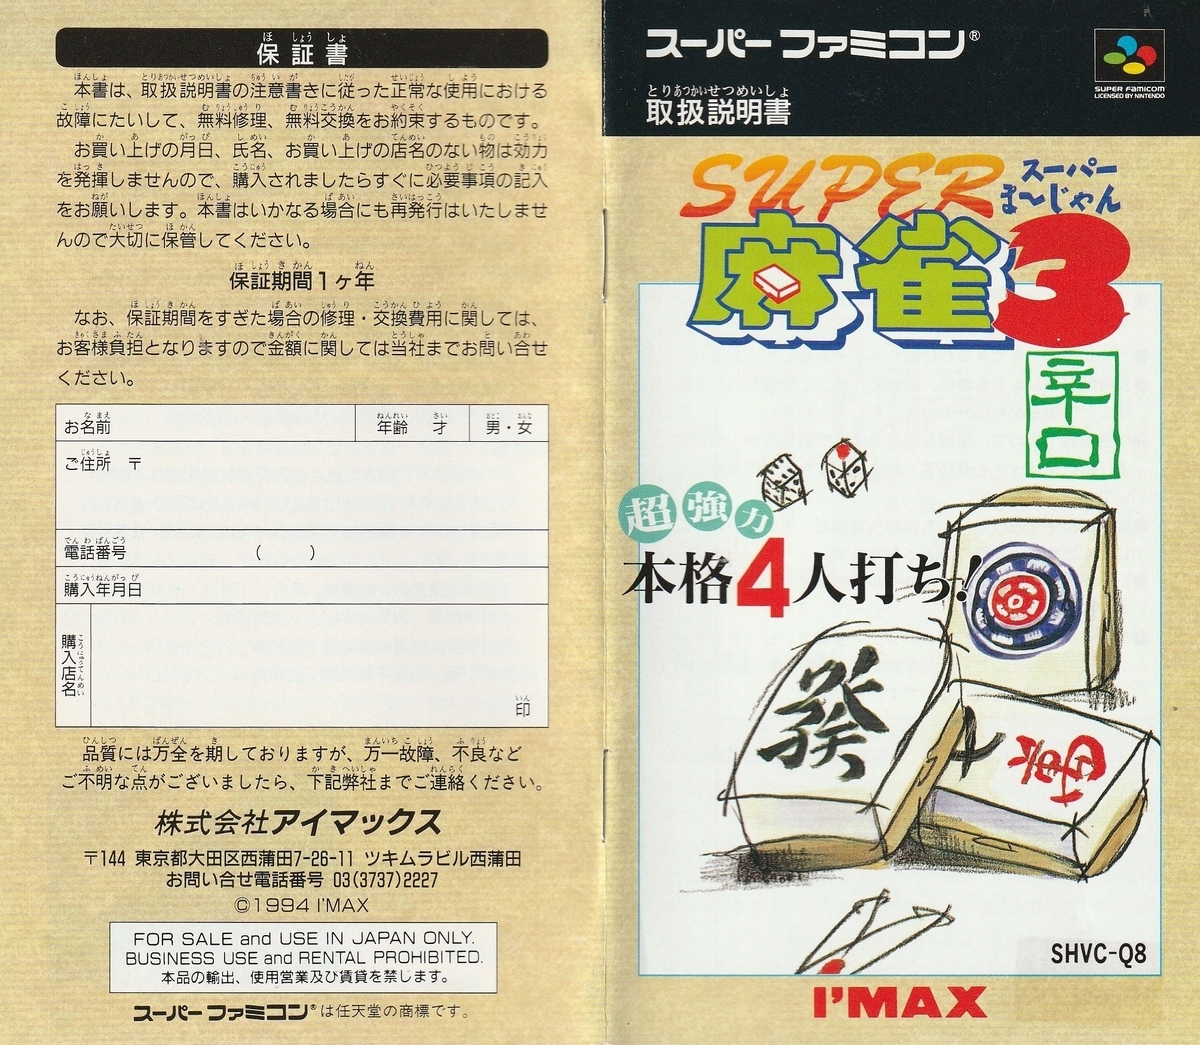 保証書
本書は、取扱説明書の注意書きに従った正常な使用における
故障にたいして、無料修理、無料交換をお約束するものです。
お買い上げの月日、氏名、お買い上げの店名のない物は効力
を発揮しませんので、購入されましたらすぐに必要事項の記入
をお願いします。本書はいかなる場合にも再発行はいたしませ
んので大切に保管してください。
保証期間1ヶ年
なお、保証期間をすぎた場合の修理・交換費用に関しては、
お客様負担となりますので金額に関しては当社までお問い合せ
ください。
お名前 年齢 才 男・女
ご住所 〒
電話番号 ( )
購入年月日
購入店名
印
品質には万全を期しておりますが、万一故障、不良など
ご不明な点がございましたら、下記弊社までご連絡ください。
株式会社アイマックス
〒144 東京都大田区西蒲田7-26-11 ツキムラビル西蒲田
お問い合せ電話番号 03(3737)2227
©1994 I'MAX
FOR SALE and USE IN JAPAN ONLY.
BUSINESS USE and RENTAL PROHIBITED.
本品の輸出、使用営業及び賃貸を禁じます。
スーパーファミコン®は任天堂の商標です。
スーパーファミコン®
SUPER FAMICOM
LICENSED BY NINTENDO
とりあつかいせつめいしょ
取扱説明書
SUPER
スーパー
ま〜じゃん
麻雀3
辛口
超強力
本格4人打ち!
發
SHVC-Q8
I'MAX